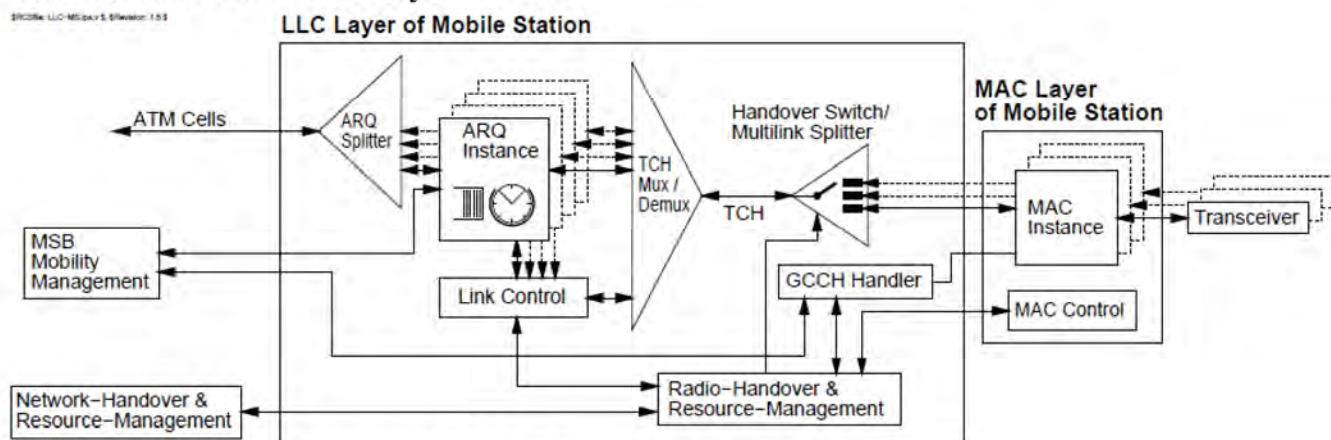 LLC Layer of Mobile Station
MAC Layer
of Mobile Station
ATM Cells
ARQ
Splitter
ARQ
Instance
TCH
Mux /
Demux
Handover Switch/
Multilink Splitter
TCH
MAC
Instance
Transceiver
MSB
Mobility
Management
Link Control
GCCH Handler
MAC Control
Network-Handover &
Resource-Management
Radio-Handover &
Resource-Management